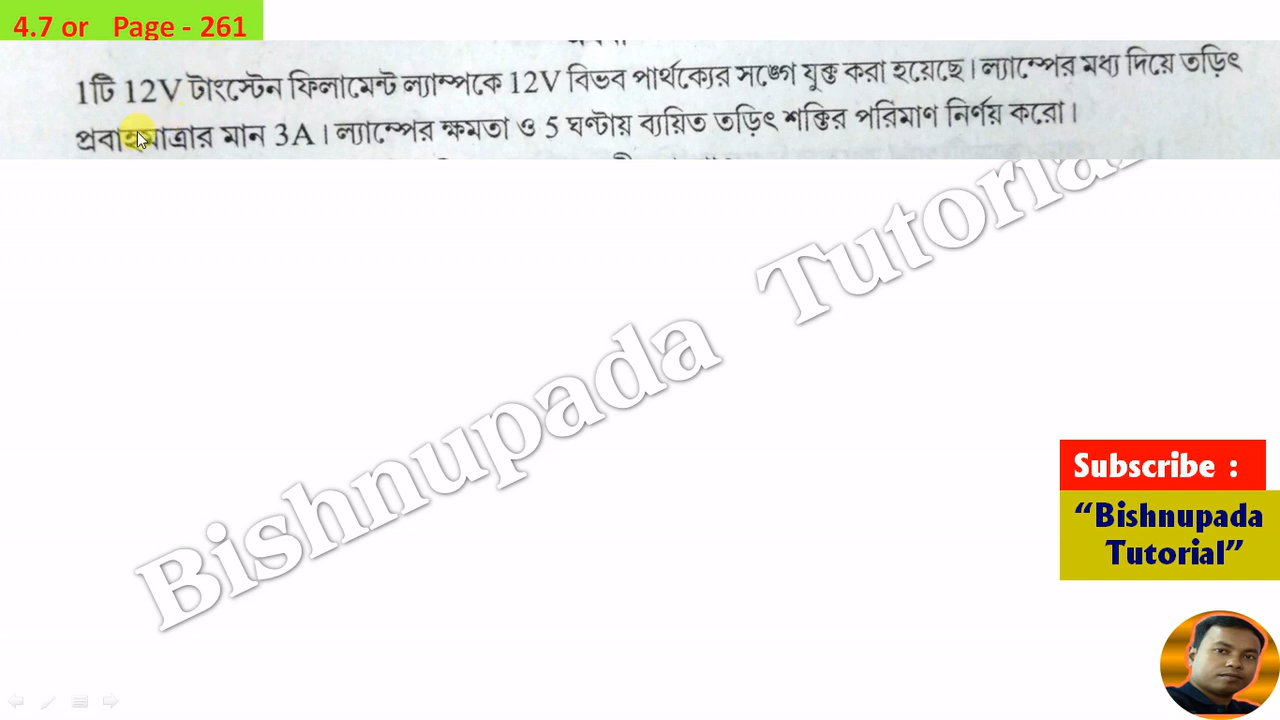 4.7 or Page - 261
1টি 12V টাংস্টেন ফিলামেন্ট ল্যাম্পকে 12V বিভব পার্থক্যের সঙ্গে যুক্ত করা হয়েছে। ল্যাম্পের মধ্য দিয়ে তড়িৎ
প্রবাহমাত্রার মান 3A। ল্যাম্পের ক্ষমতা ও 5 ঘণ্টায় ব্যয়িত তড়িৎ শক্তির পরিমাণ নির্ণয় করো।
Bishnupada Tutorial
Subscribe :
“Bishnupada
Tutorial”